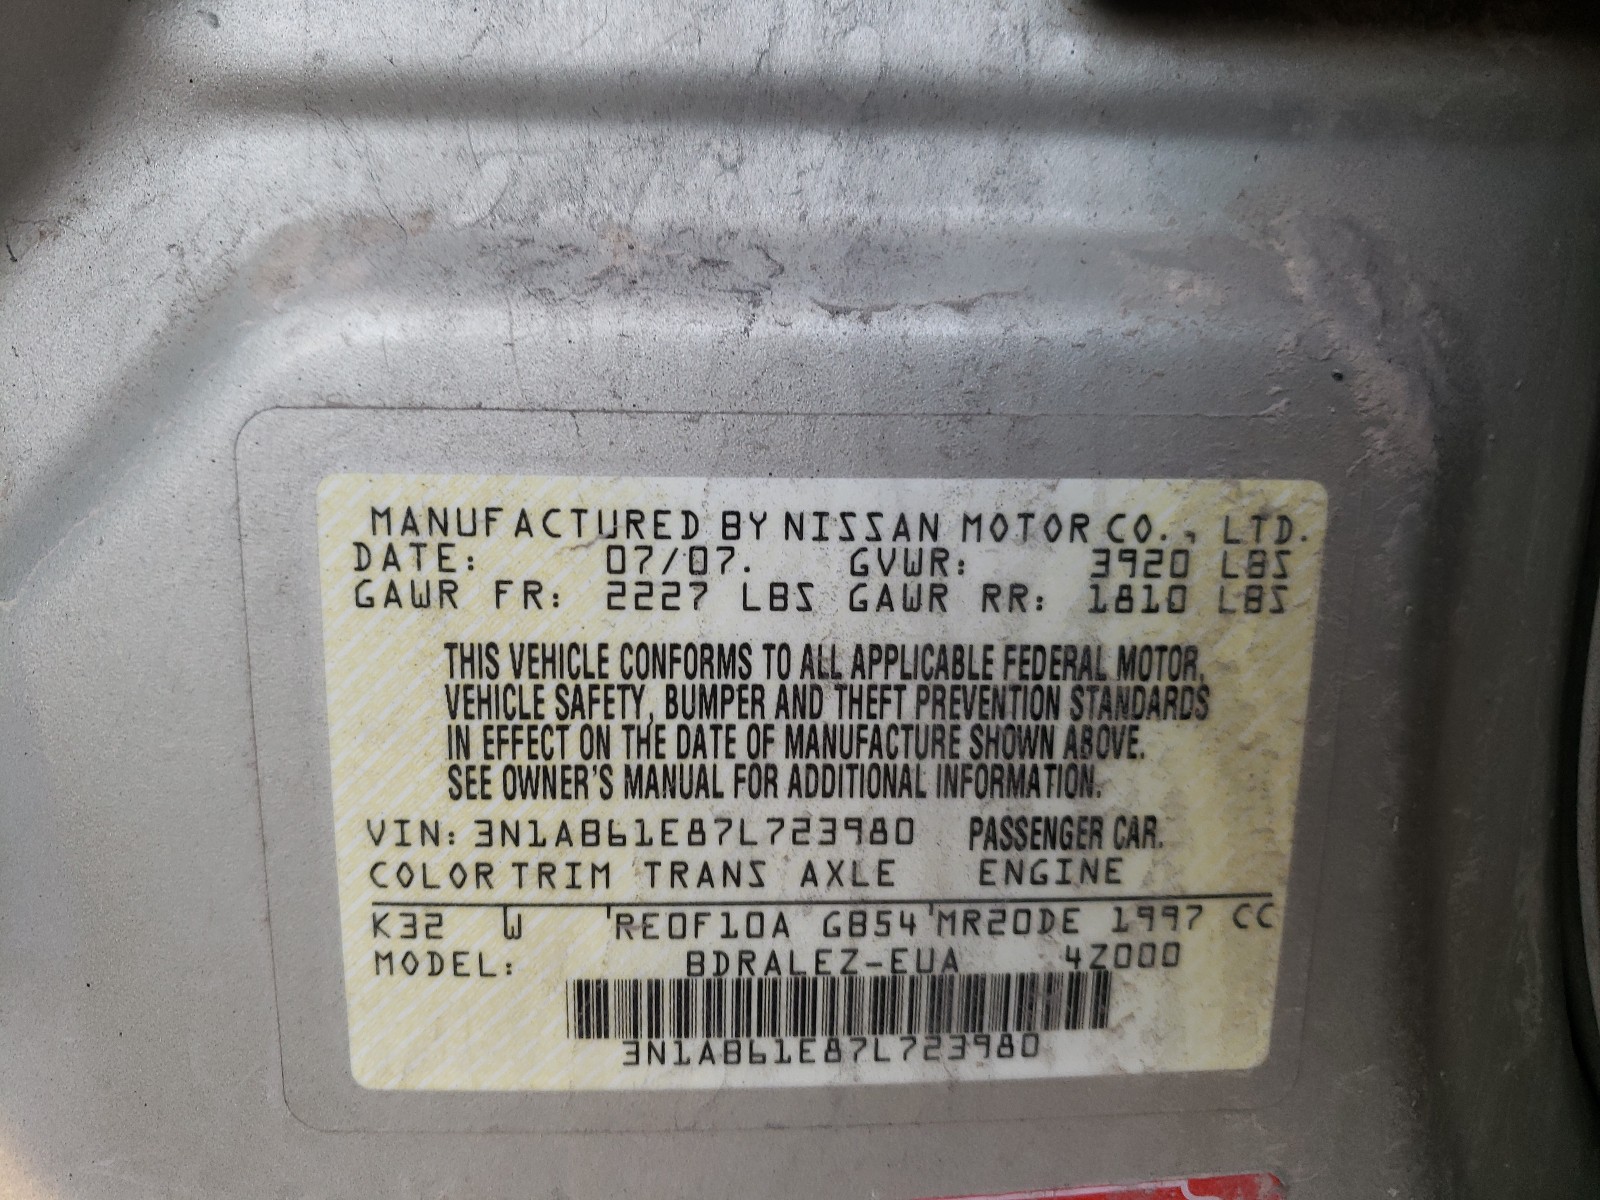 MANUFACTURED BY NISSAN MOTOR CO., LTD.
DATE: 07/07. GVWR: 3920 LBS
GAWR FR: 2227 LBS GAWR RR: 1810 LBS
THIS VEHICLE CONFORMS TO ALL APPLICABLE FEDERAL MOTOR
VEHICLE SAFETY, BUMPER AND THEFT PREVENTION STANDARDS
IN EFFECT ON THE DATE OF MANUFACTURE SHOWN ABOVE.
SEE OWNER'S MANUAL FOR ADDITIONAL INFORMATION.
VIN: 3N1AB61E87L723980 PASSENGER CAR.
COLOR TRIM TRANS AXLE ENGINE
K32 W RE0F10A GB54 MR20DE 1997 CC
MODEL: BDRALEZ-EUA 4Z000
3N1AB61E87L723980